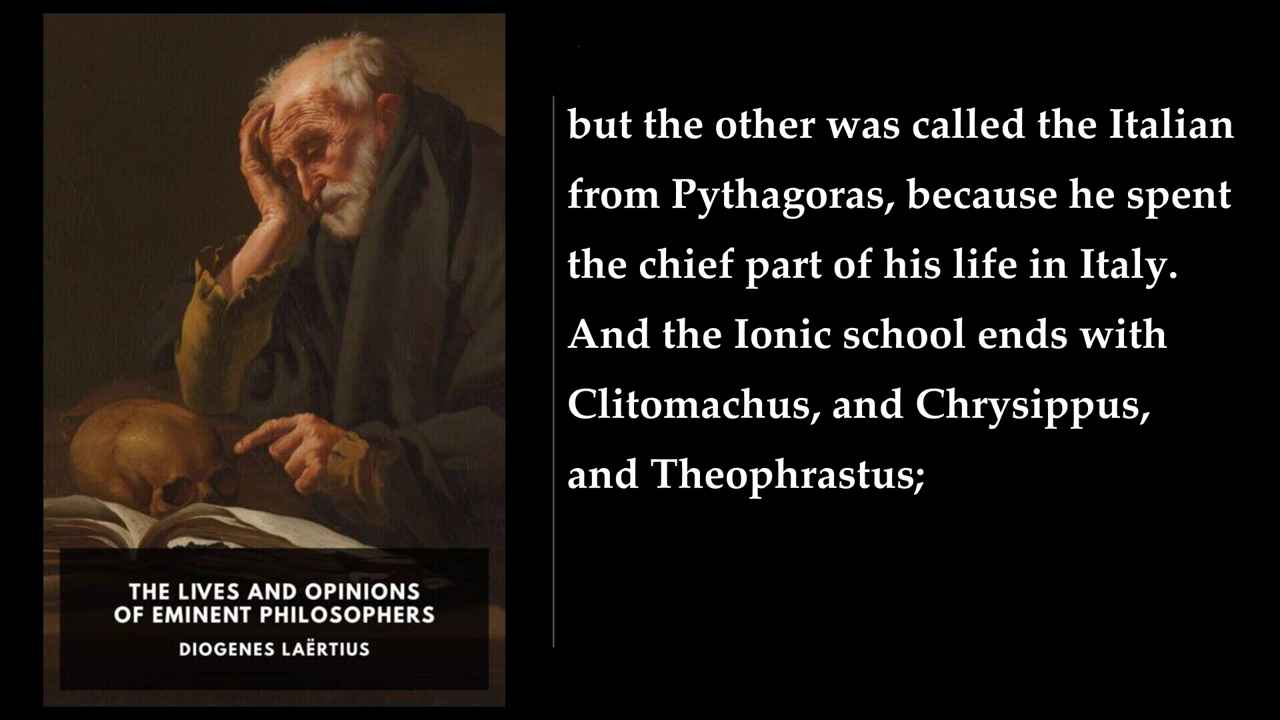 but the other was called the Italian
from Pythagoras, because he spent
the chief part of his life in Italy.
And the Ionic school ends with
Clitomachus, and Chrysippus,
and Theophrastus;
THE LIVES AND OPINIONS
OF EMINENT PHILOSOPHERS
DIOGENES LAËRTIUS